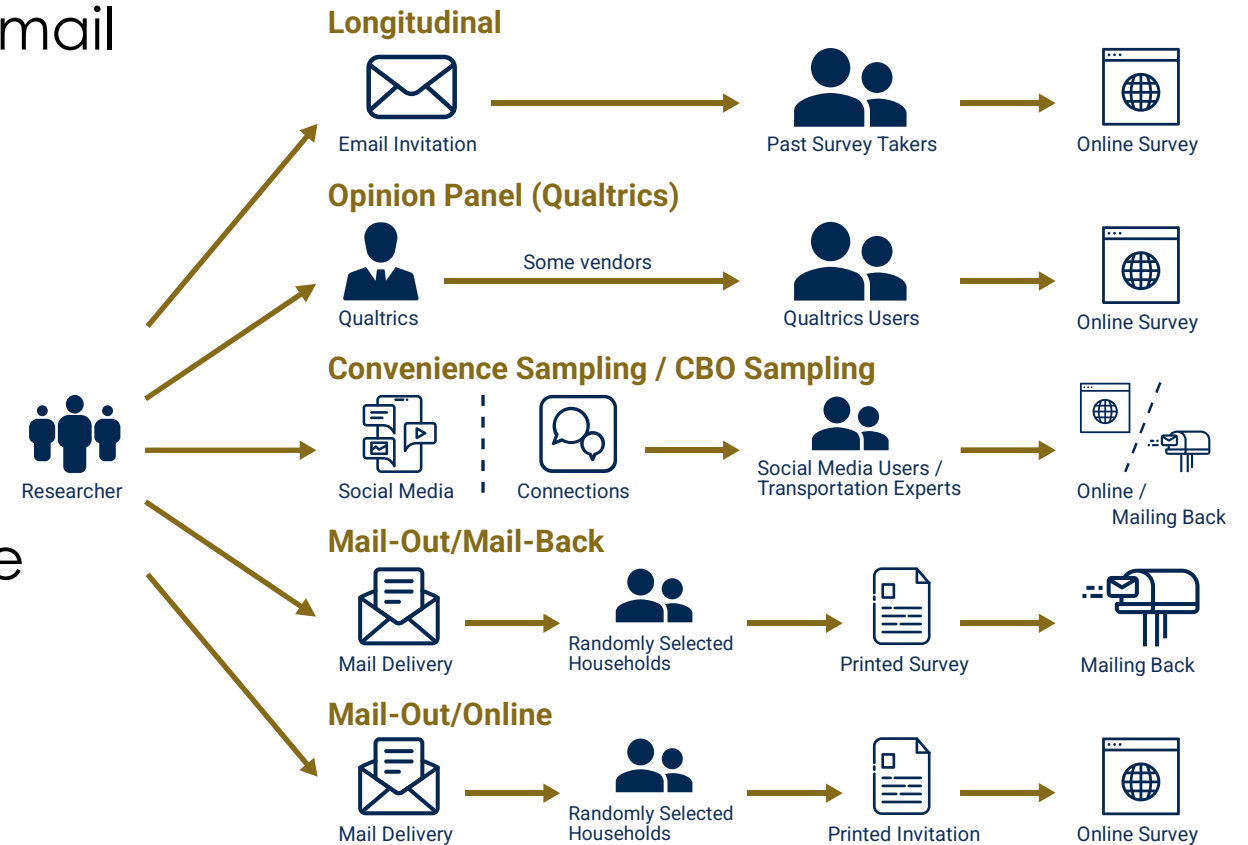 mail
Longitudinal
Email Invitation
Past Survey Takers
Online Survey
Opinion Panel (Qualtrics)
Some vendors
Qualtrics
Qualtrics Users
Online Survey
Convenience Sampling / CBO Sampling
Researcher
Social Media
Connections
Social Media Users /
Transportation Experts
Online /
Mailing Back
e
Mail-Out/Mail-Back
Mail Delivery
Randomly Selected
Households
Printed Survey
Mailing Back
Mail-Out/Online
Mail Delivery
Randomly Selected
Households
Printed Invitation
Online Survey